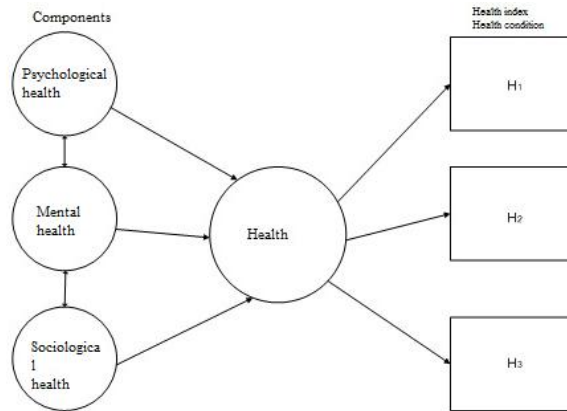 Components
Health index
Health condition
Psychological
health
H1
Mental
health
Health
H2
Sociologica
l
health
H3